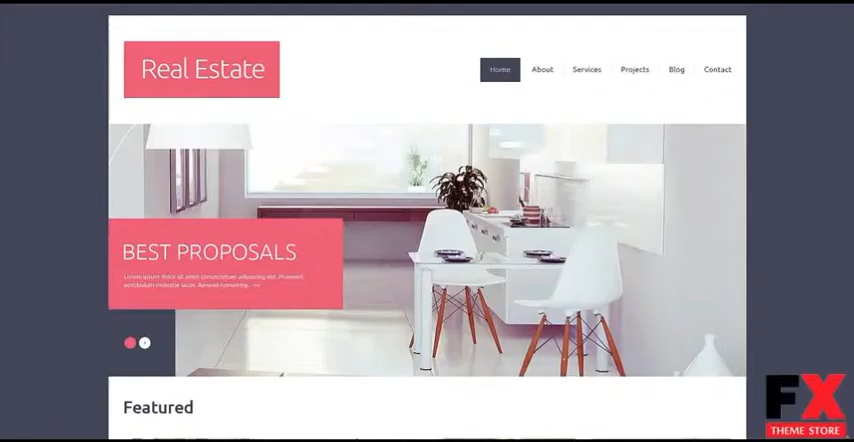 Real Estate
Home
About
Services
Projects
Blog
Contact
BEST PROPOSALS
Lorem ipsum dolor sit amet consectetuer adipiscing elit. Praesent
vestibulum molestie lacus. Aenean nonummy
Featured
FX
THEME STORE